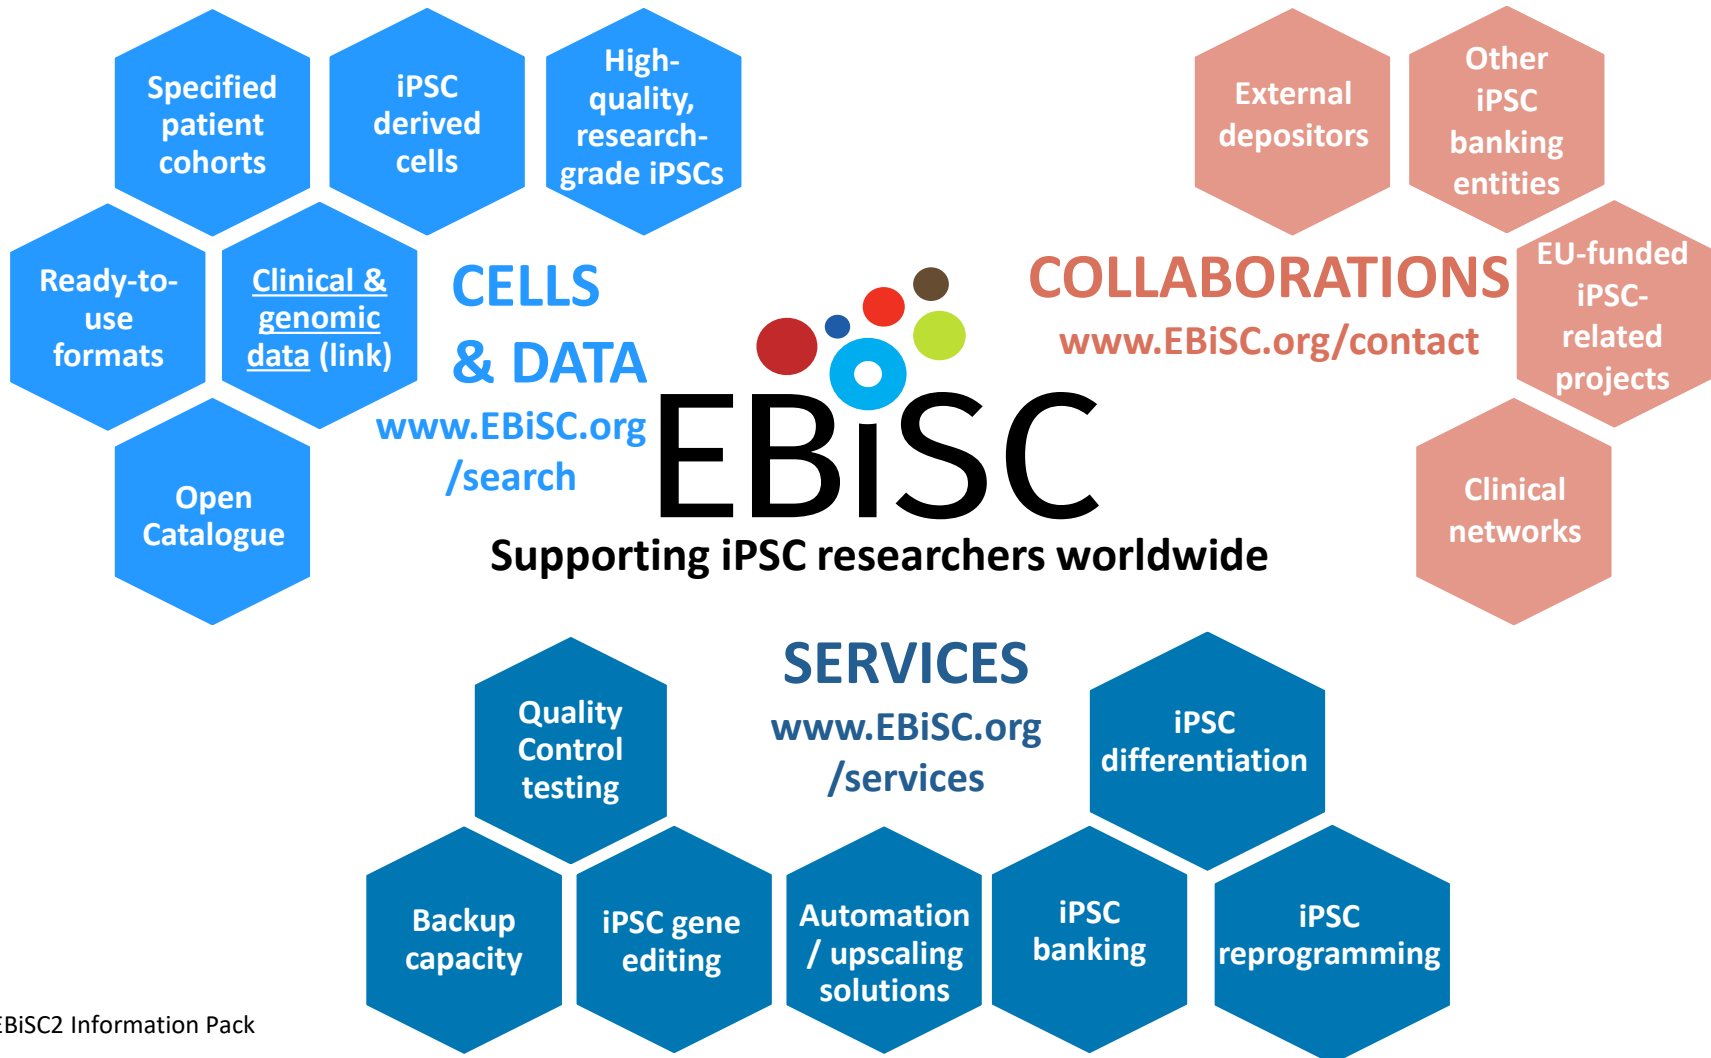 Specified
patient
cohorts
iPSC
derived
cells
High-
quality,
research-
grade iPSCs
Ready-to-
use
formats
Clinical &
genomic
data (link)
Open
Catalogue
CELLS
& DATA
www.EBiSC.org
/search
External
depositors
Other
iPSC
banking
entities
COLLABORATIONS
www.EBiSC.org/contact
EU-funded
iPSC-
related
projects
Clinical
networks
EBiSC
Supporting iPSC researchers worldwide
SERVICES
www.EBiSC.org
/services
Quality
Control
testing
iPSC
differentiation
Backup
capacity
iPSC gene
editing
Automation
/ upscaling
solutions
iPSC
banking
iPSC
reprogramming
EBiSC2 Information Pack